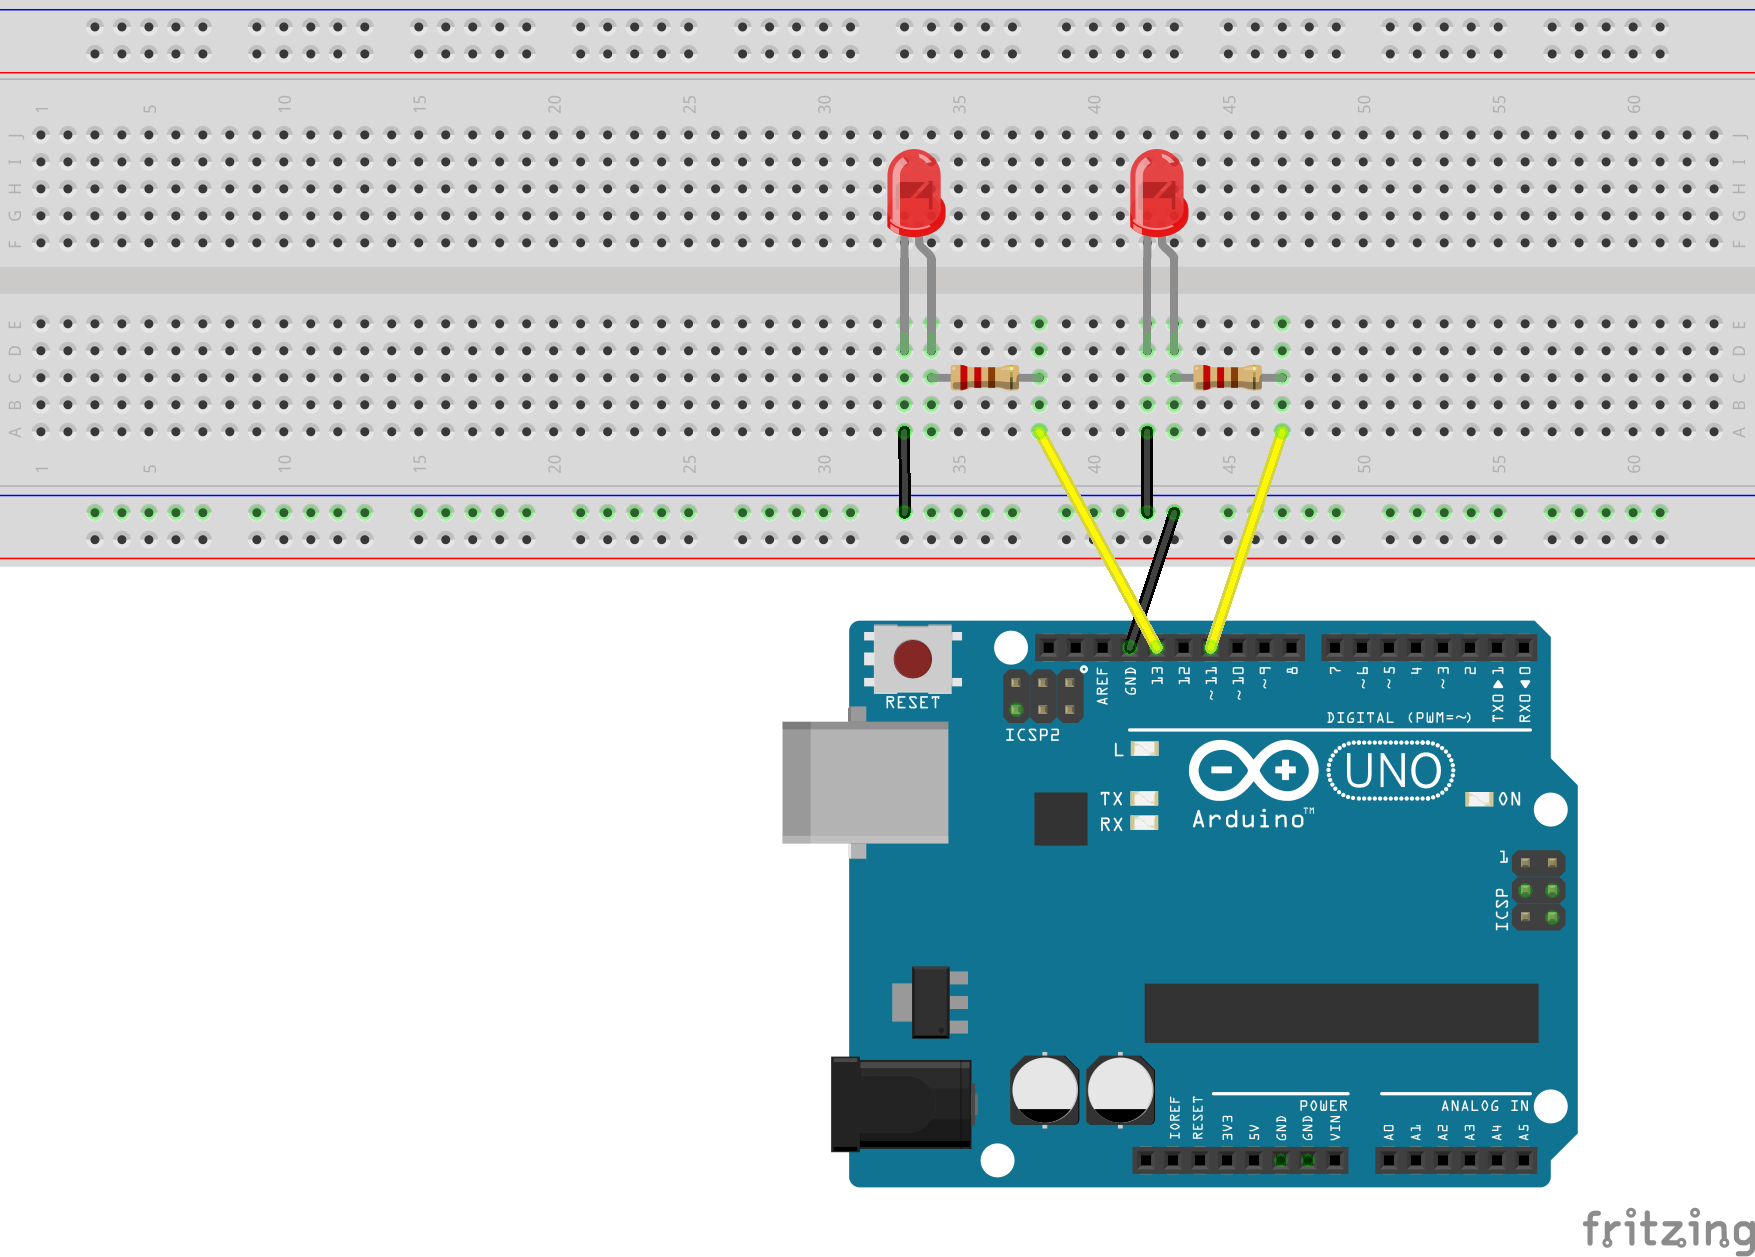 1 5 10 15 20 25 30 35 40 45 50 55 60
J J
I I
H H
G G
F F
E E
D D
C C
B B
A A
1 5 10 15 20 25 30 35 40 45 50 55 60
RESET
AREF
GND
13
12
~11
~10
~9
8
7
~6
~5
4
~3
2
TX0▶1
RX0◀0
ICSP2
DIGITAL (PWM=~)
L
TX
RX
UNO
Arduino™
ON
1
ICSP
POWER
ANALOG IN
IOREF
RESET
3V3
5V
GND
GND
VIN
A0
A1
A2
A3
A4
A5
fritzing